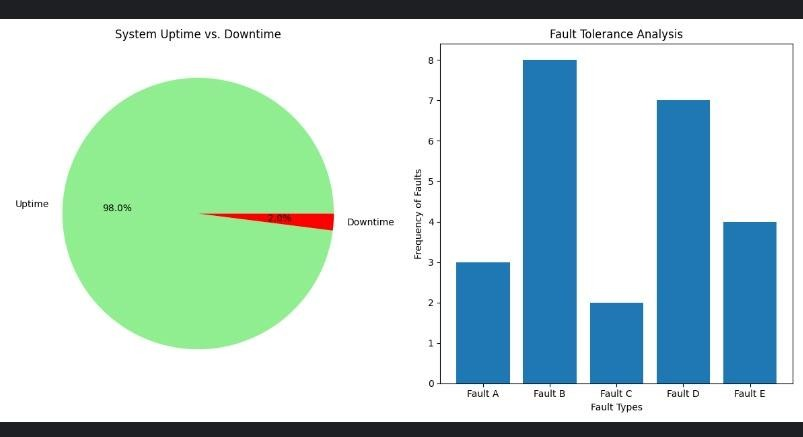 System Uptime vs. Downtime
Uptime
98.0%
2.0%
Downtime
Fault Tolerance Analysis
Frequency of Faults
8
7
6
5
4
3
2
1
0
Fault A Fault B Fault C Fault D Fault E
Fault Types